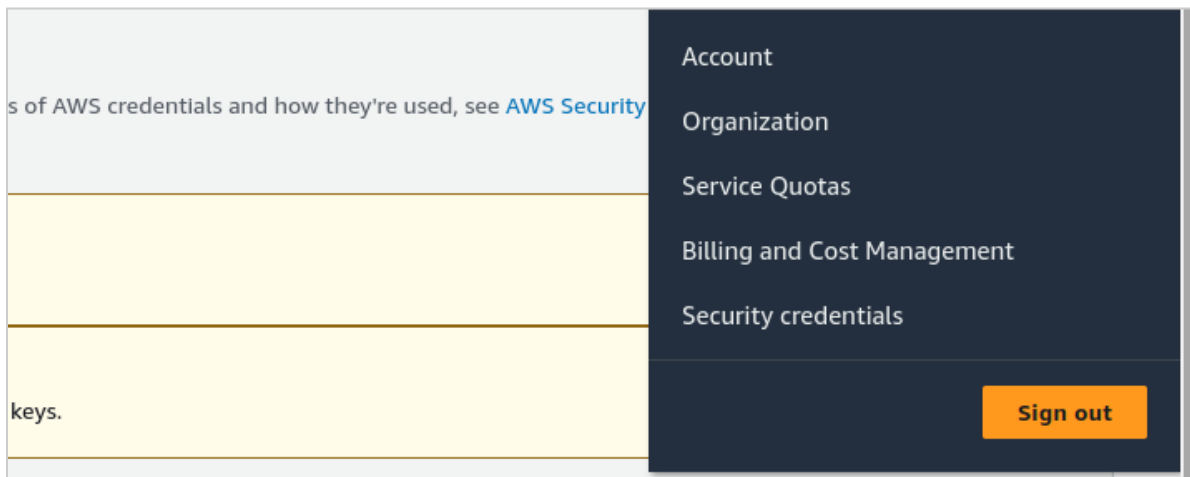 s of AWS credentials and how they're used, see AWS Security
keys.
Account
Organization
Service Quotas
Billing and Cost Management
Security credentials
Sign out